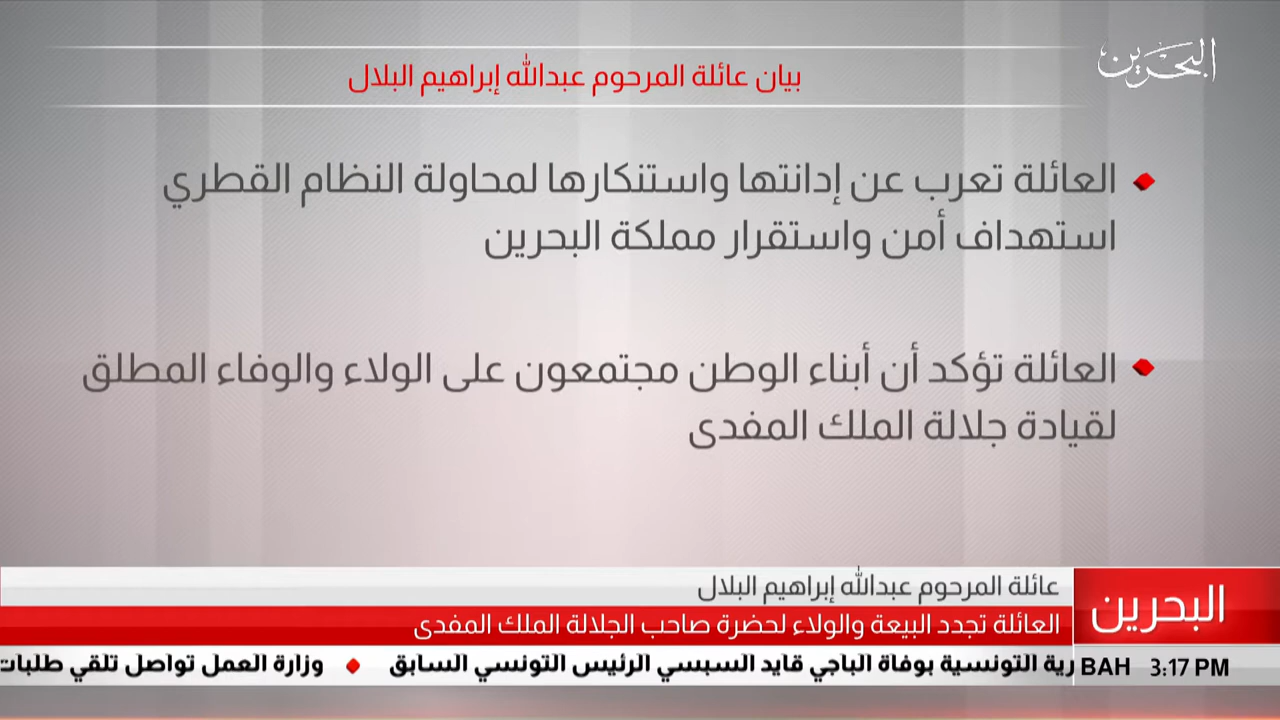 البحرين
بيان عائلة المرحوم عبدالله إبراهيم البلال
العائلة تعرب عن إدانتها واستنكارها لمحاولة النظام القطري
استهداف أمن واستقرار مملكة البحرين
العائلة تؤكد أن أبناء الوطن مجتمعون على الولاء والوفاء المطلق
لقيادة جلالة الملك المفدى
البحرين
عائلة المرحوم عبدالله إبراهيم البلال
العائلة تجدد البيعة والولاء لحضرة صاحب الجلالة الملك المفدى
BAH 3:17 PM
رية التونسية بوفاة الباجي قايد السبسي الرئيس التونسي السابق ♦ وزارة العمل تواصل تلقي طلبات